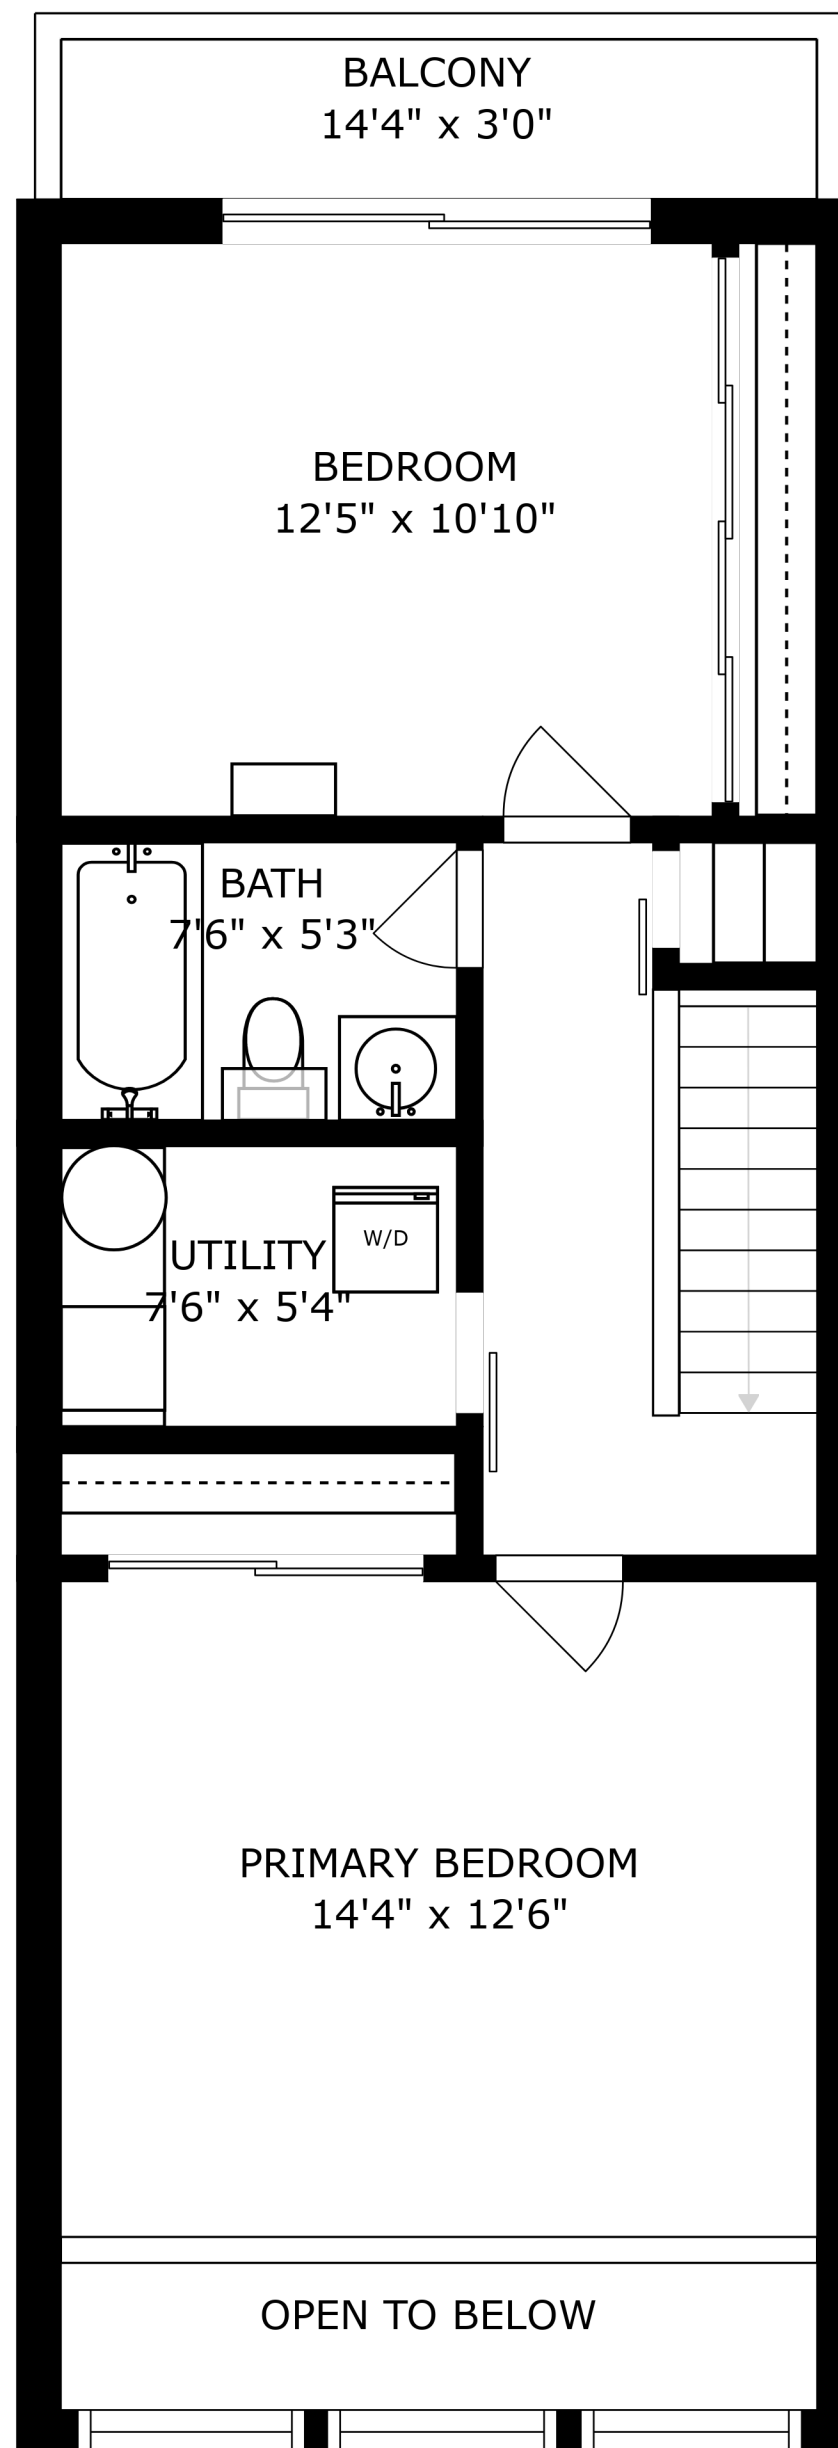 BALCONY
14'4" x 3'0"
BEDROOM
12'5" x 10'10"
BATH
7'6" x 5'3"
W/D
UTILITY
7'6" x 5'4"
PRIMARY BEDROOM
14'4" x 12'6"
OPEN TO BELOW